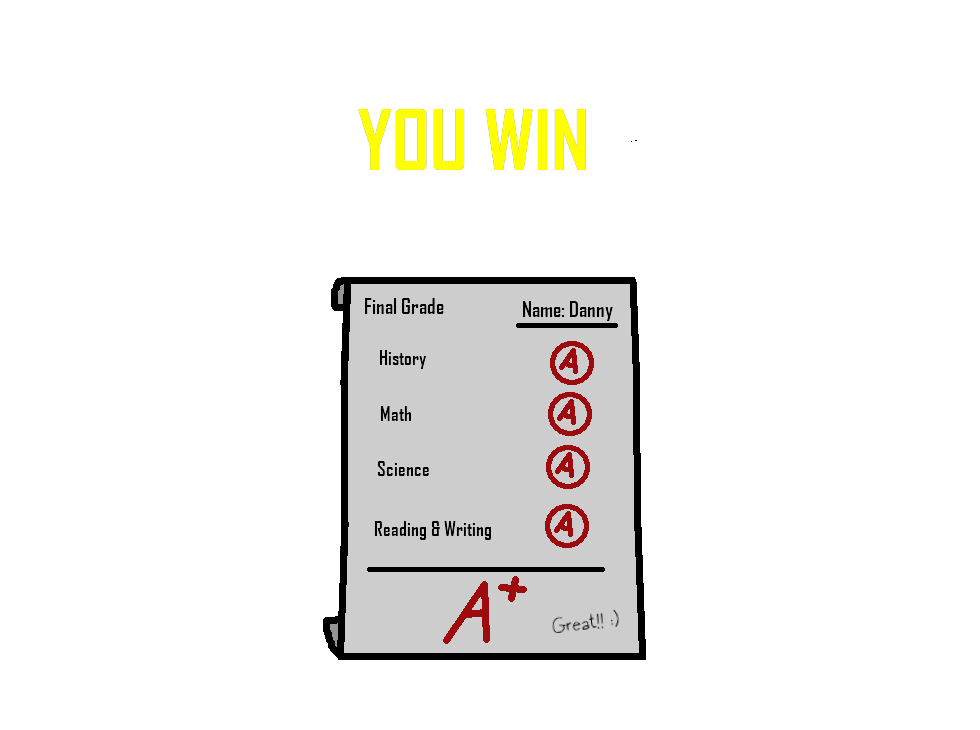 YOU WIN
Final Grade Name: Danny
History A
Math A
Science A
Reading & Writing A
A+
Great!! :)